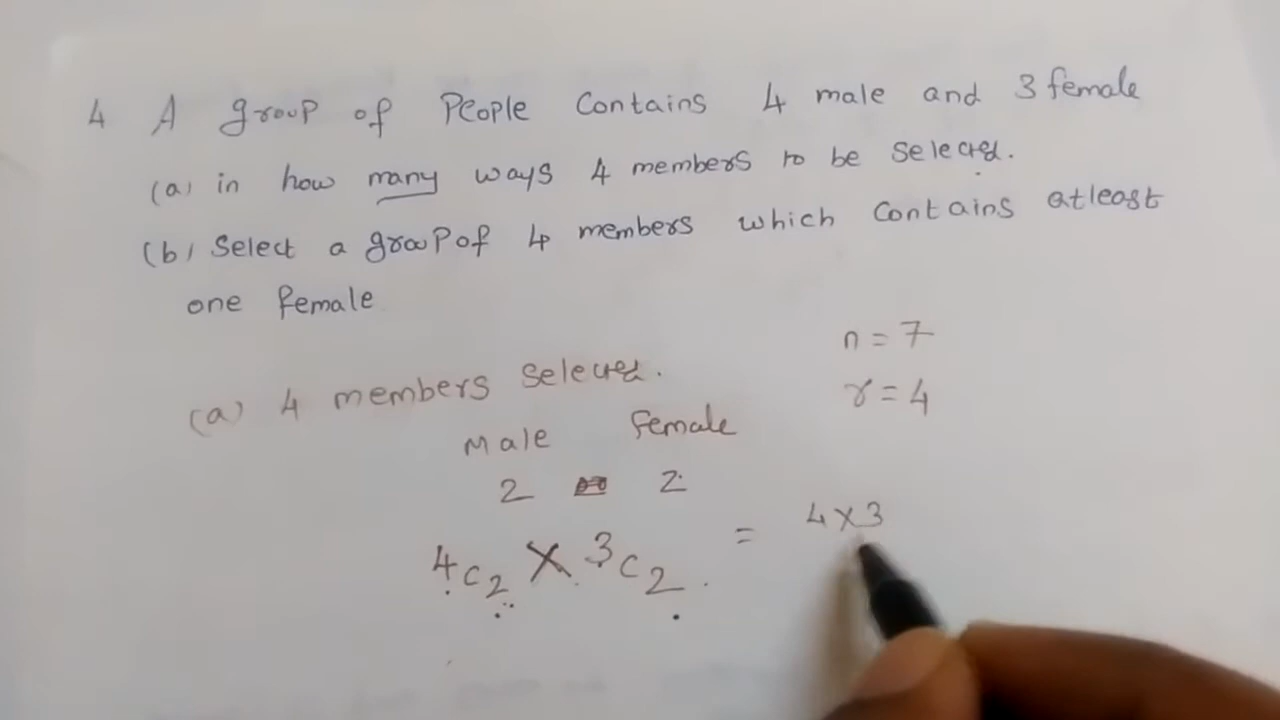 4 A group of People Contains 4 male and 3 female
(a) in how many ways 4 members to be selected.
(b) Select a group of 4 members which contains atleast
one female
n = 7
(a) 4 members selected.
r = 4
Male female
2 2
4c2 X 3c2 . = 4x3